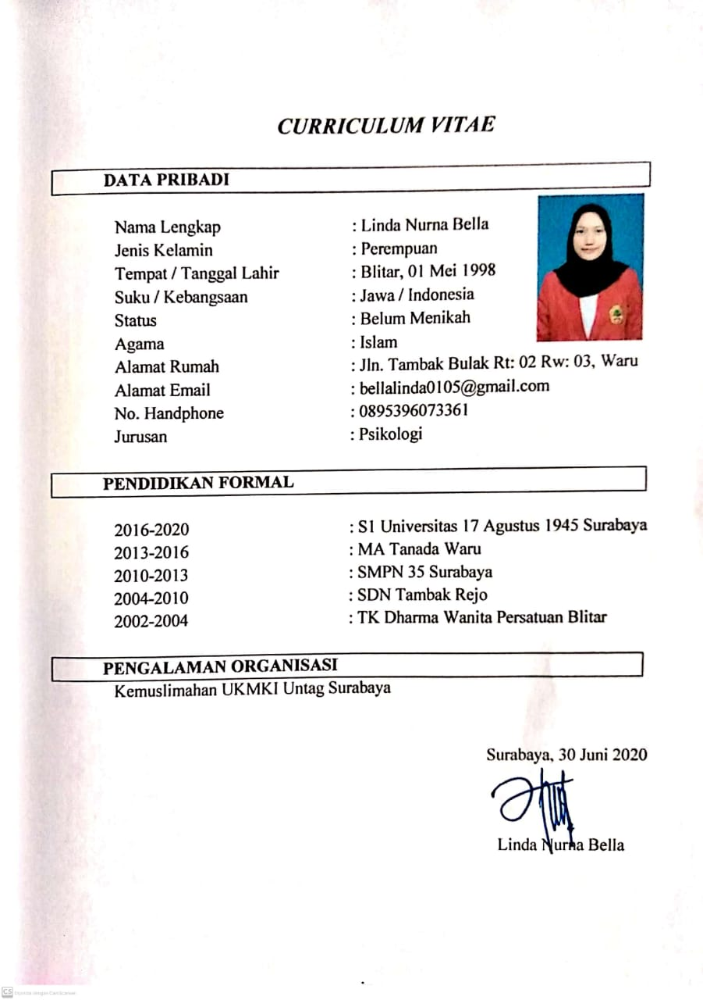 CURRICULUM VITAE
DATA PRIBADI
Nama Lengkap : Linda Nurna Bella
Jenis Kelamin : Perempuan
Tempat / Tanggal Lahir : Blitar, 01 Mei 1998
Suku / Kebangsaan : Jawa / Indonesia
Status : Belum Menikah
Agama : Islam
Alamat Rumah : Jln. Tambak Bulak Rt: 02 Rw: 03, Waru
Alamat Email : bellalinda0105@gmail.com
No. Handphone : 0895396073361
Jurusan : Psikologi
PENDIDIKAN FORMAL
2016-2020 : S1 Universitas 17 Agustus 1945 Surabaya
2013-2016 : MA Tanada Waru
2010-2013 : SMPN 35 Surabaya
2004-2010 : SDN Tambak Rejo
2002-2004 : TK Dharma Wanita Persatuan Blitar
PENGALAMAN ORGANISASI
Kemuslimahan UKMKI Untag Surabaya
Surabaya, 30 Juni 2020
Linda Nurna Bella
CS